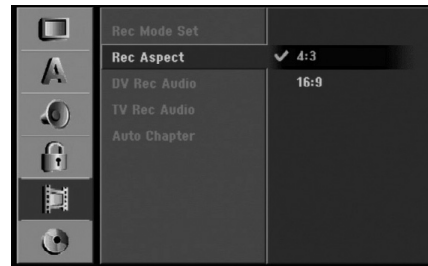 Rec Mode Set
Rec Aspect
4:3
DV Rec Audio
16:9
TV Rec Audio
Auto Chapter